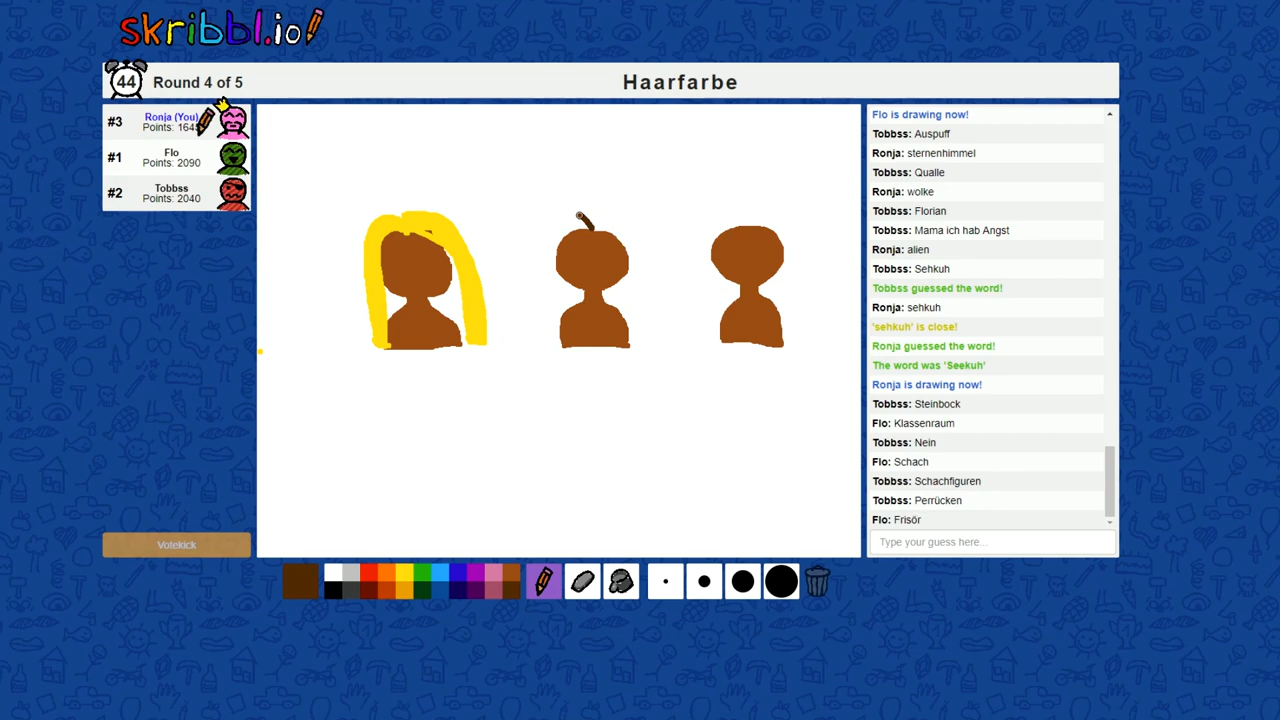 skribbl.io
44
Round 4 of 5
Haarfarbe
#3
Ronja (You)
Points: 1645
#1
Flo
Points: 2090
#2
Tobbss
Points: 2040
Votekick
Flo is drawing now!
Tobbss: Auspuff
Ronja: sternenhimmel
Tobbss: Qualle
Ronja: wolke
Tobbss: Florian
Tobbss: Mama ich hab Angst
Ronja: alien
Tobbss: Sehkuh
Tobbss guessed the word!
Ronja: sehkuh
'sehkuh' is close!
Ronja guessed the word!
The word was 'Seekuh'
Ronja is drawing now!
Tobbss: Steinbock
Flo: Klassenraum
Tobbss: Nein
Flo: Schach
Tobbss: Schachfiguren
Tobbss: Perrücken
Flo: Frisör
Type your guess here...